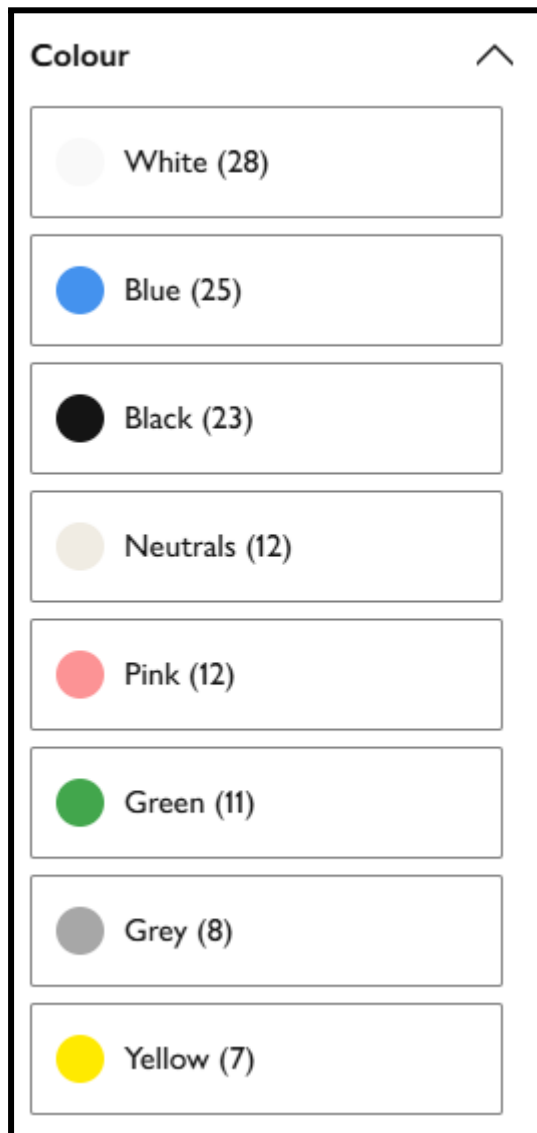 Colour
White (28)
Blue (25)
Black (23)
Neutrals (12)
Pink (12)
Green (11)
Grey (8)
Yellow (7)